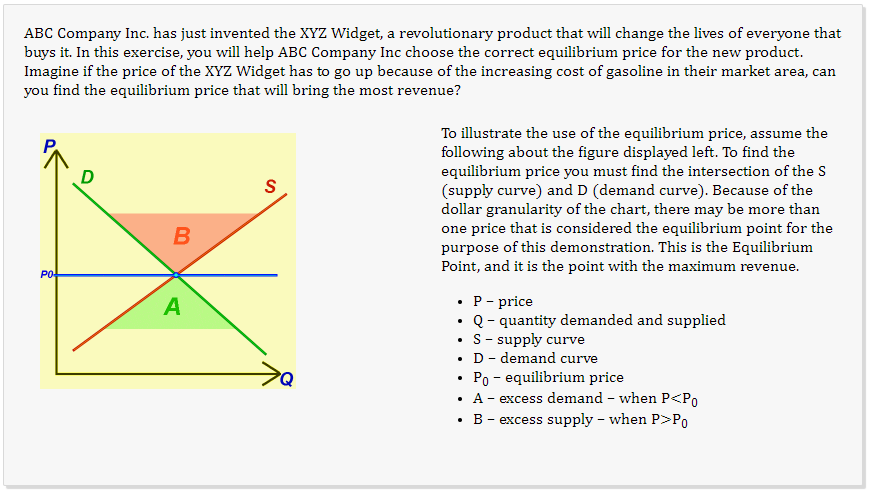 ABC Company Inc. has just invented the XYZ Widget, a revolutionary product that will change the lives of everyone that
buys it. In this exercise, you will help ABC Company Inc choose the correct equilibrium price for the new product.
Imagine if the price of the XYZ Widget has to go up because of the increasing cost of gasoline in their market area, can
you find the equilibrium price that will bring the most revenue?
P
D
S
B
P0
A
Q
To illustrate the use of the equilibrium price, assume the
following about the figure displayed left. To find the
equilibrium price you must find the intersection of the S
(supply curve) and D (demand curve). Because of the
dollar granularity of the chart, there may be more than
one price that is considered the equilibrium point for the
purpose of this demonstration. This is the Equilibrium
Point, and it is the point with the maximum revenue.
• P – price
• Q – quantity demanded and supplied
• S – supply curve
• D – demand curve
• P₀ – equilibrium price
• A – excess demand – when P<P₀
• B – excess supply – when P>P₀